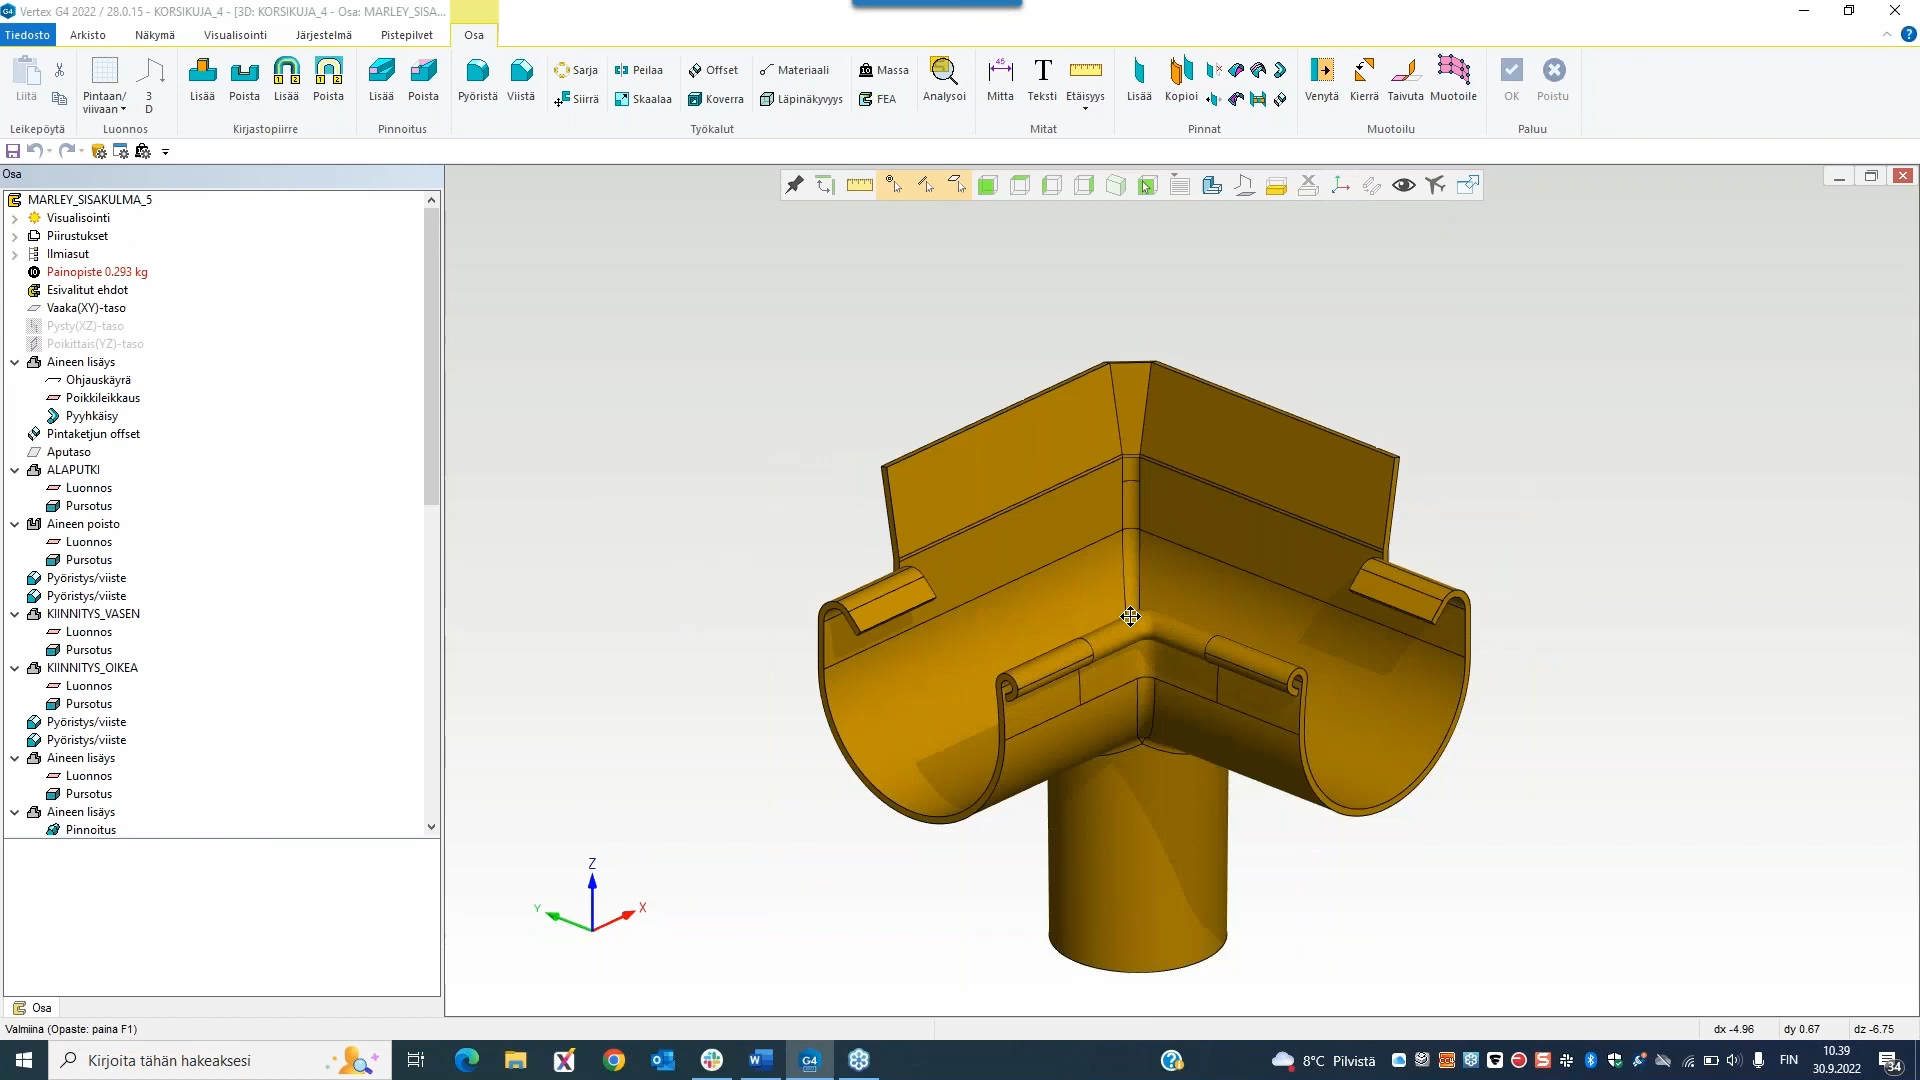 Vertex G4 2022 / 28.0.15 - KORSIKUJA_4 - [3D: KORSIKUJA_4 - Osa: MARLEY_SISA...
Tiedosto Arkisto Näkymä Visualisointi Järjestelmä Pistepilvet Osa
Liitä
Pintaan/ viivaan
3 D
Lisää Poista Lisää Poista
Lisää Poista
Pyöristä Viistä
Sarja Peilaa Offset Materiaali Massa
Siirrä Skaalaa Koverra Läpinäkyvyys FEA
Analysoi
45
Mitta Teksti Etäisyys
Lisää Kopioi
Venytä Kierrä Taivuta Muotoile
OK Poistu
Leikepöytä Luonnos Kirjastopiirre Pinnoitus Työkalut Mitat Pinnat Muotoilu Paluu
Osa
MARLEY_SISAKULMA_5
Visualisointi
Piirustukset
Ilmiasut
Painopiste 0.293 kg
Esivalitut ehdot
Vaaka(XY)-taso
Pysty(XZ)-taso
Poikittais(YZ)-taso
Aineen lisäys
Ohjauskäyrä
Poikkileikkaus
Pyyhkäisy
Pintaketjun offset
Aputaso
ALAPUTKI
Luonnos
Pursotus
Aineen poisto
Luonnos
Pursotus
Pyöristys/viiste
Pyöristys/viiste
KIINNITYS_VASEN
Luonnos
Pursotus
KIINNITYS_OIKEA
Luonnos
Pursotus
Pyöristys/viiste
Pyöristys/viiste
Aineen lisäys
Luonnos
Pursotus
Aineen lisäys
Pinnoitus
Z
Y
X
Osa
Valmiina (Opaste: paina F1)
dx -4.96 dy 0.67 dz -6.75
Kirjoita tähän hakeaksesi
G4
8°C Pilvistä
FIN
10.39
30.9.2022
34